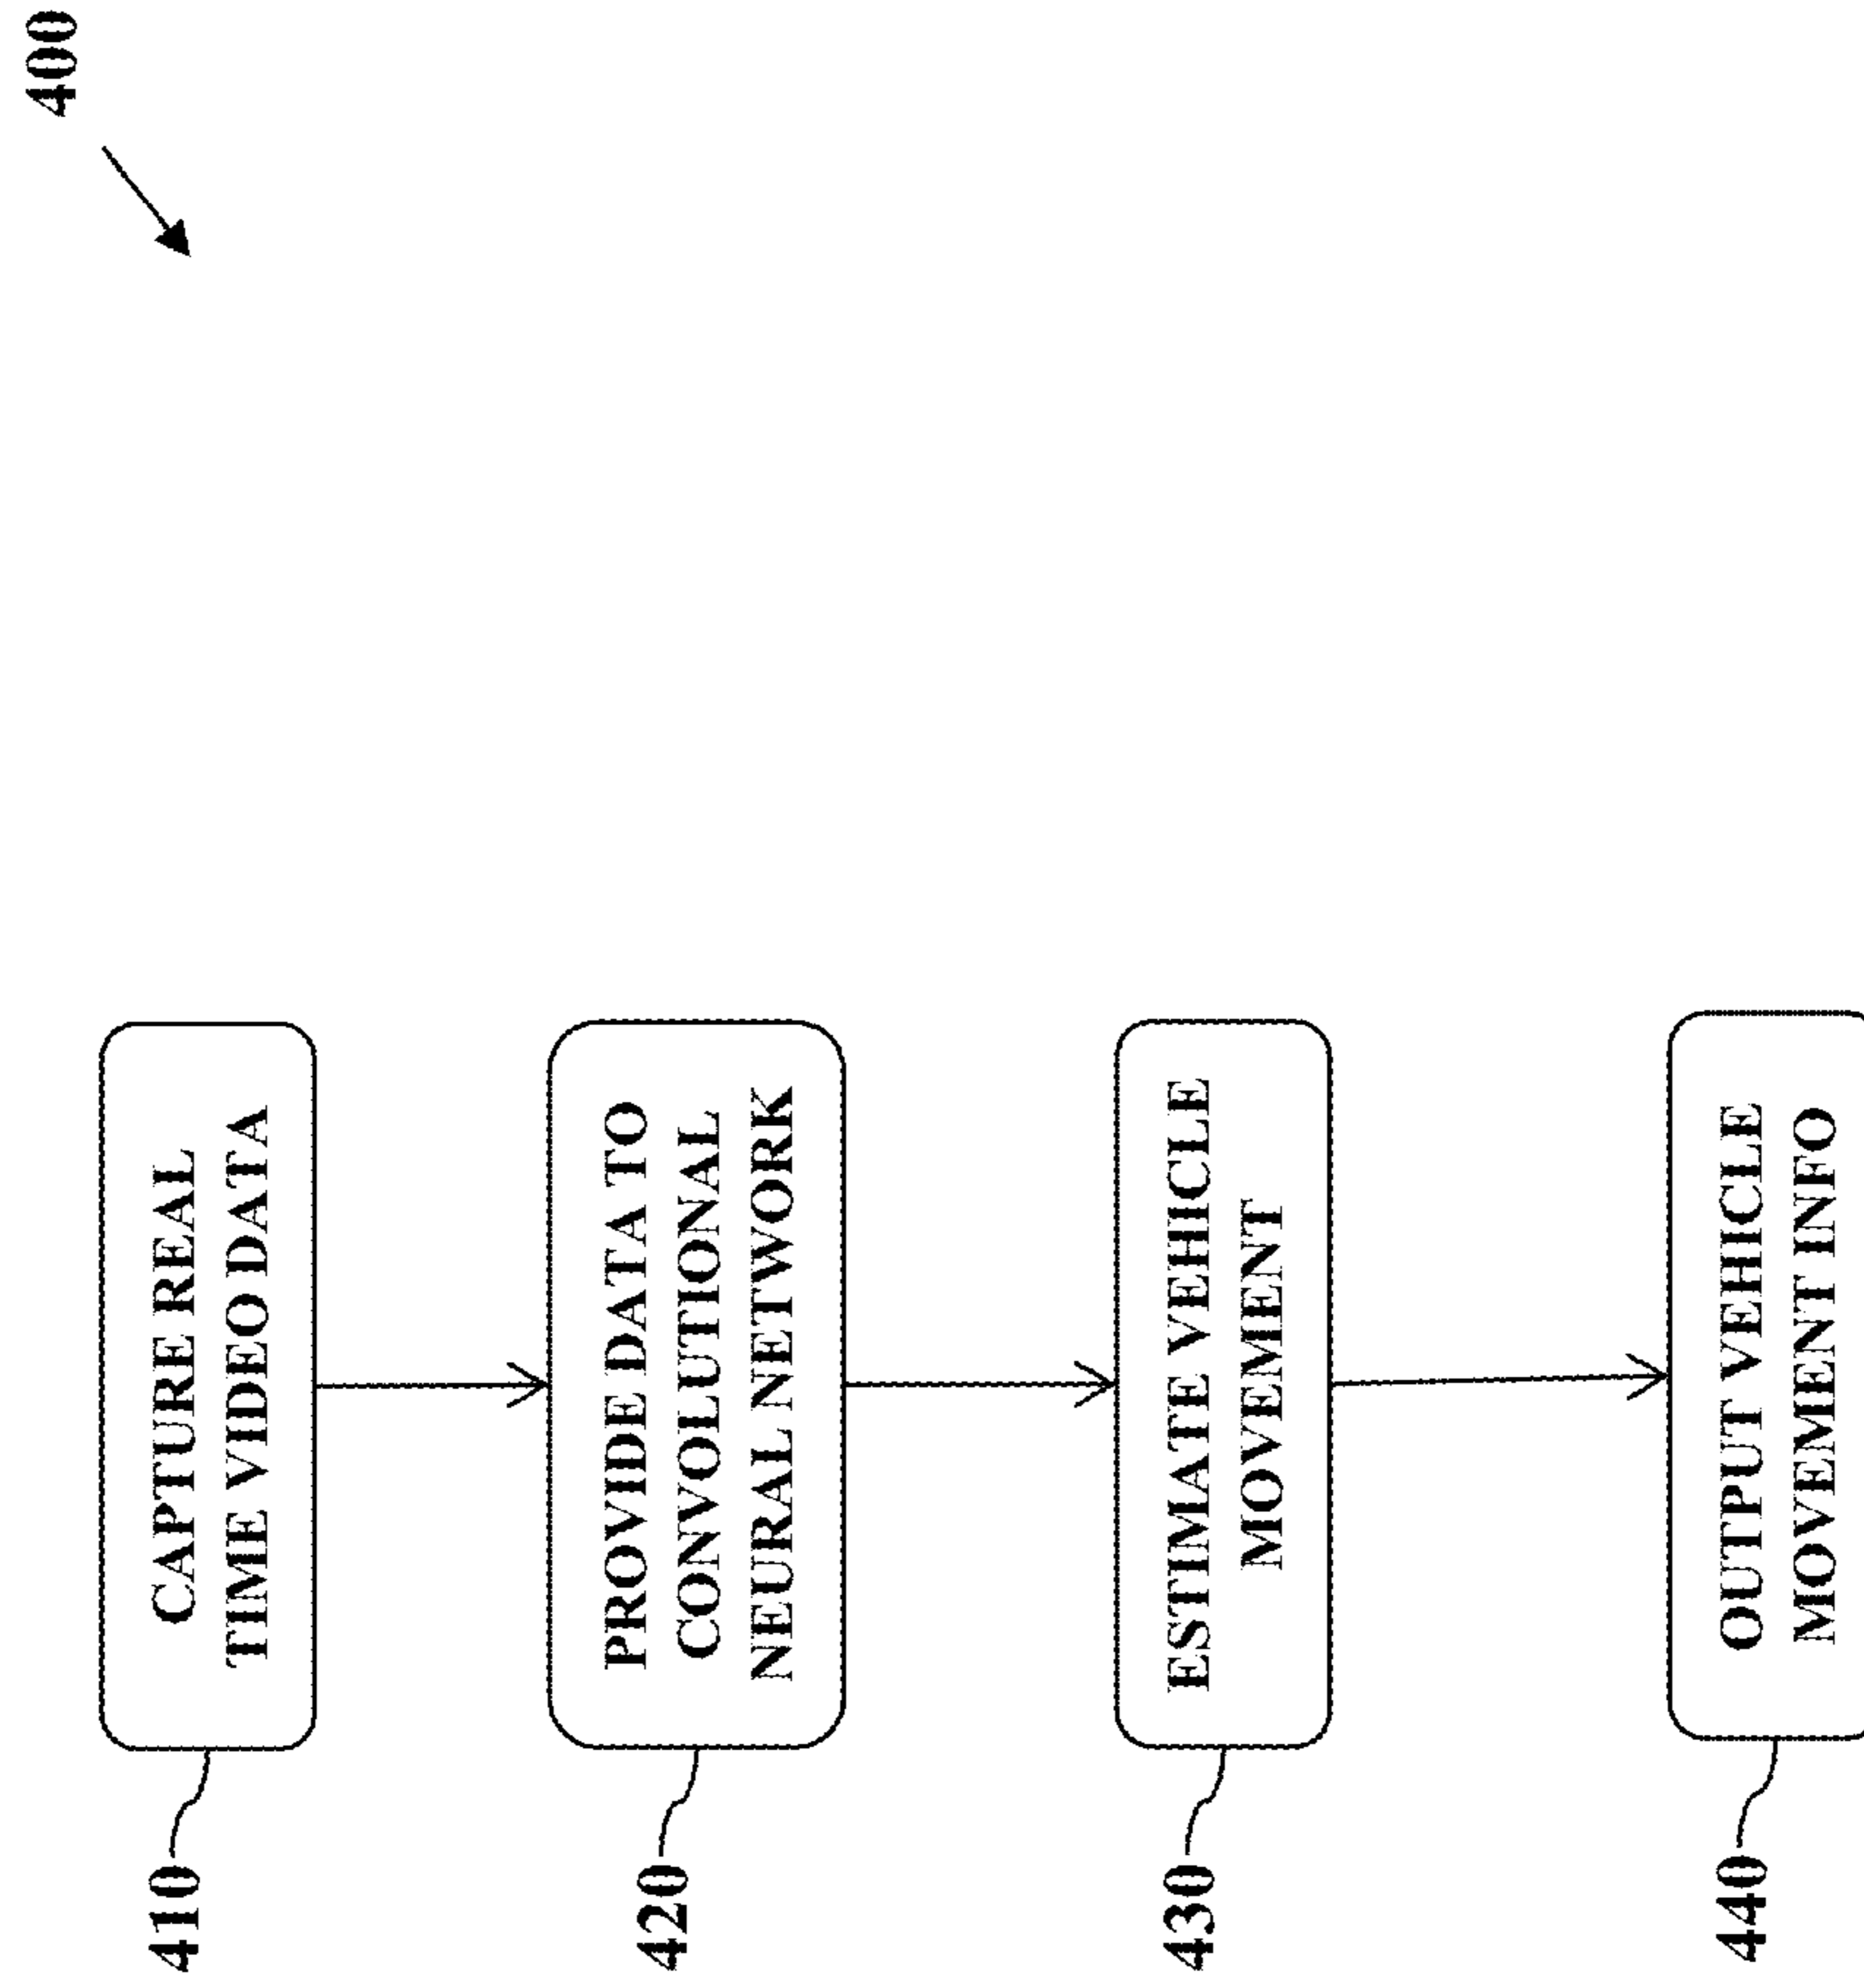 400
410
CAPTURE REAL
TIME VIDEO DATA
420
PROVIDE DATA TO
CONVOLUTIONAL
NEURAL NETWORK
430
ESTIMATE VEHICLE
MOVEMENT
440
OUTPUT VEHICLE
MOVEMENT INFO